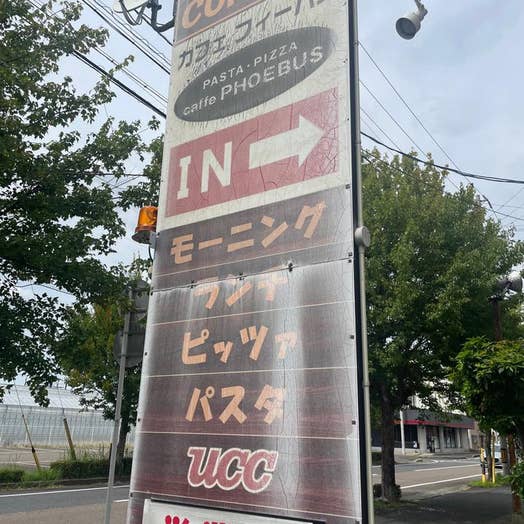 カフェ フィーバス
PASTA・PIZZA
caffe PHOEBUS
IN
モーニング
ランチ
ピッツァ
パスタ
UCC